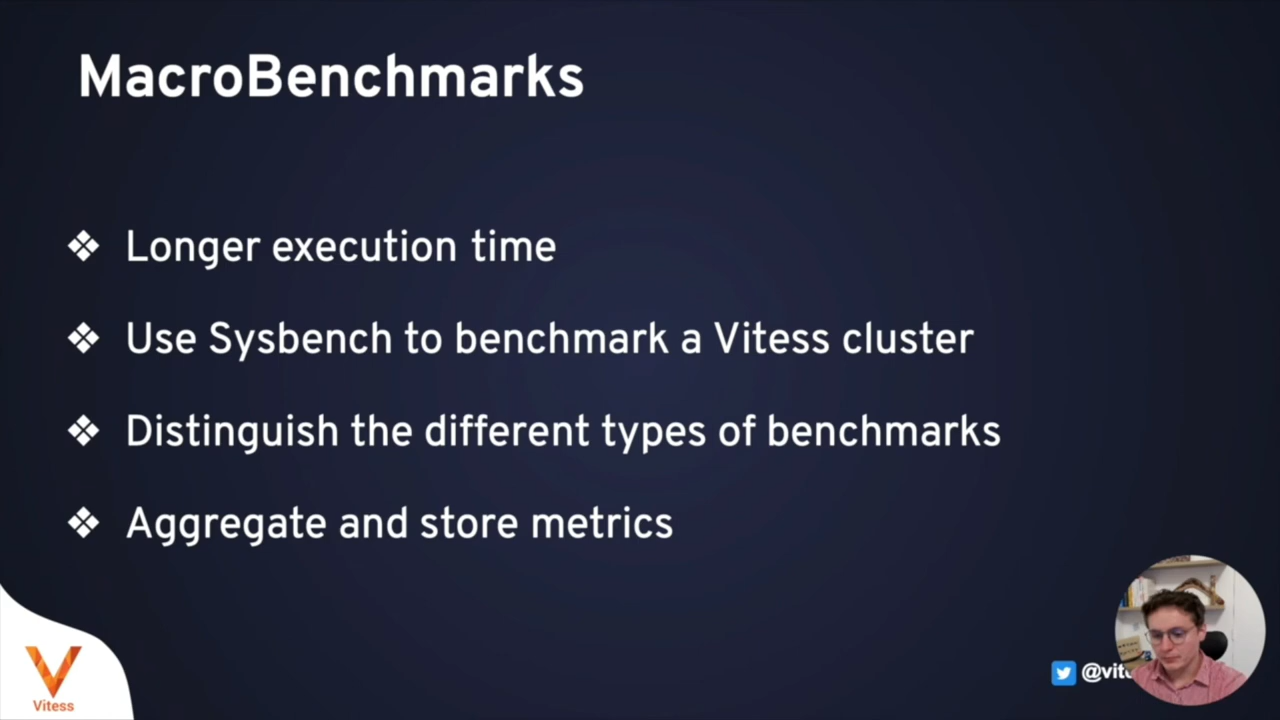 MacroBenchmarks
❖ Longer execution time
❖ Use Sysbench to benchmark a Vitess cluster
❖ Distinguish the different types of benchmarks
❖ Aggregate and store metrics
Vitess